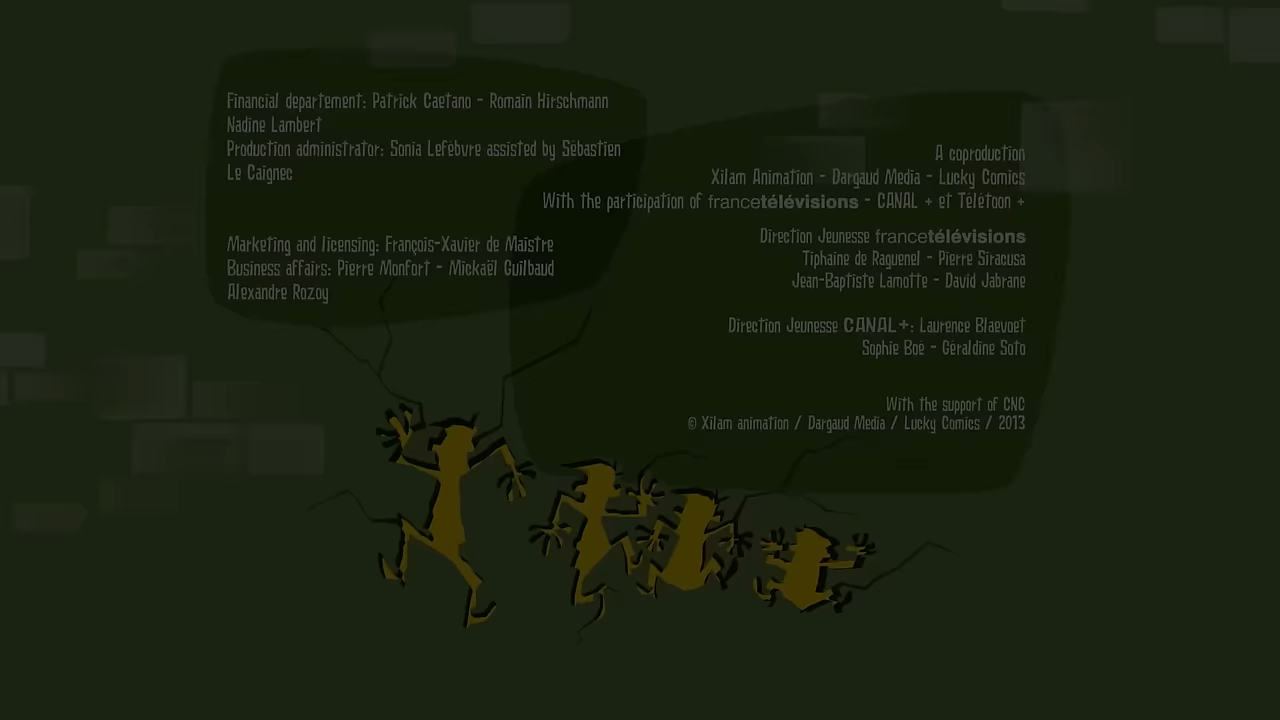 Financial departement: Patrick Caetano - Romain Hirschmann
Nadine Lambert
Production administrator: Sonia Lefebvre assisted by Sébastien
Le Caignec
Marketing and licensing: François-Xavier de Maistre
Business affairs: Pierre Monfort - Mickaël Guilbaud
Alexandre Rozoy
A coproduction
Xilam Animation - Dargaud Media - Lucky Comics
With the participation of francetélévisions - CANAL + et Télétoon +
Direction Jeunesse francetélévisions
Tiphaine de Raguenel - Pierre Siracusa
Jean-Baptiste Lamotte - David Jabrane
Direction Jeunesse CANAL+: Laurence Blaevoet
Sophie Boé - Géraldine Soto
With the support of CNC
© Xilam animation / Dargaud Media / Lucky Comics / 2013